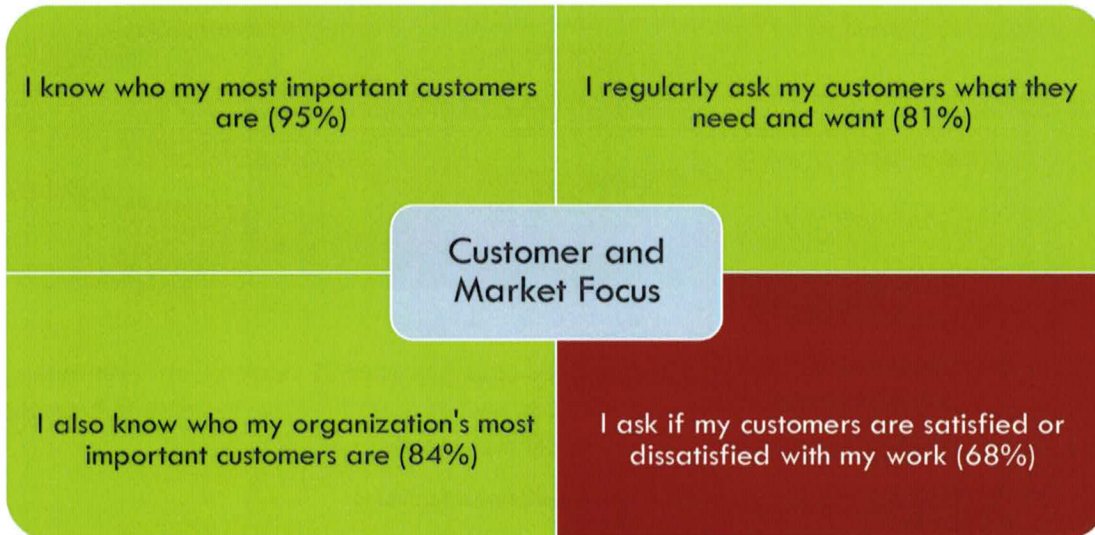 I know who my most important customers
are (95%)
I regularly ask my customers what they
need and want (81%)
Customer and
Market Focus
I also know who my organization's most
important customers are (84%)
I ask if my customers are satisfied or
dissatisfied with my work (68%)